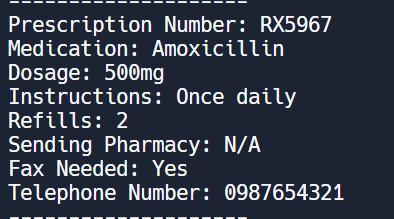 --------------------
Prescription Number: RX5967
Medication: Amoxicillin
Dosage: 500mg
Instructions: Once daily
Refills: 2
Sending Pharmacy: N/A
Fax Needed: Yes
Telephone Number: 0987654321
--------------------